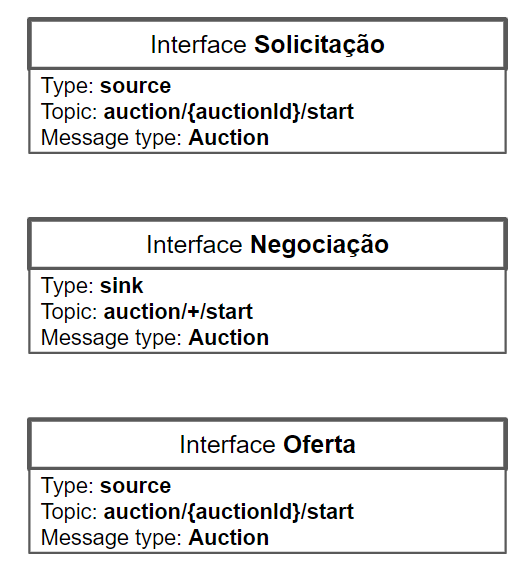 Interface Solicitação
Type: source
Topic: auction/{auctionId}/start
Message type: Auction
Interface Negociação
Type: sink
Topic: auction/+/start
Message type: Auction
Interface Oferta
Type: source
Topic: auction/{auctionId}/start
Message type: Auction